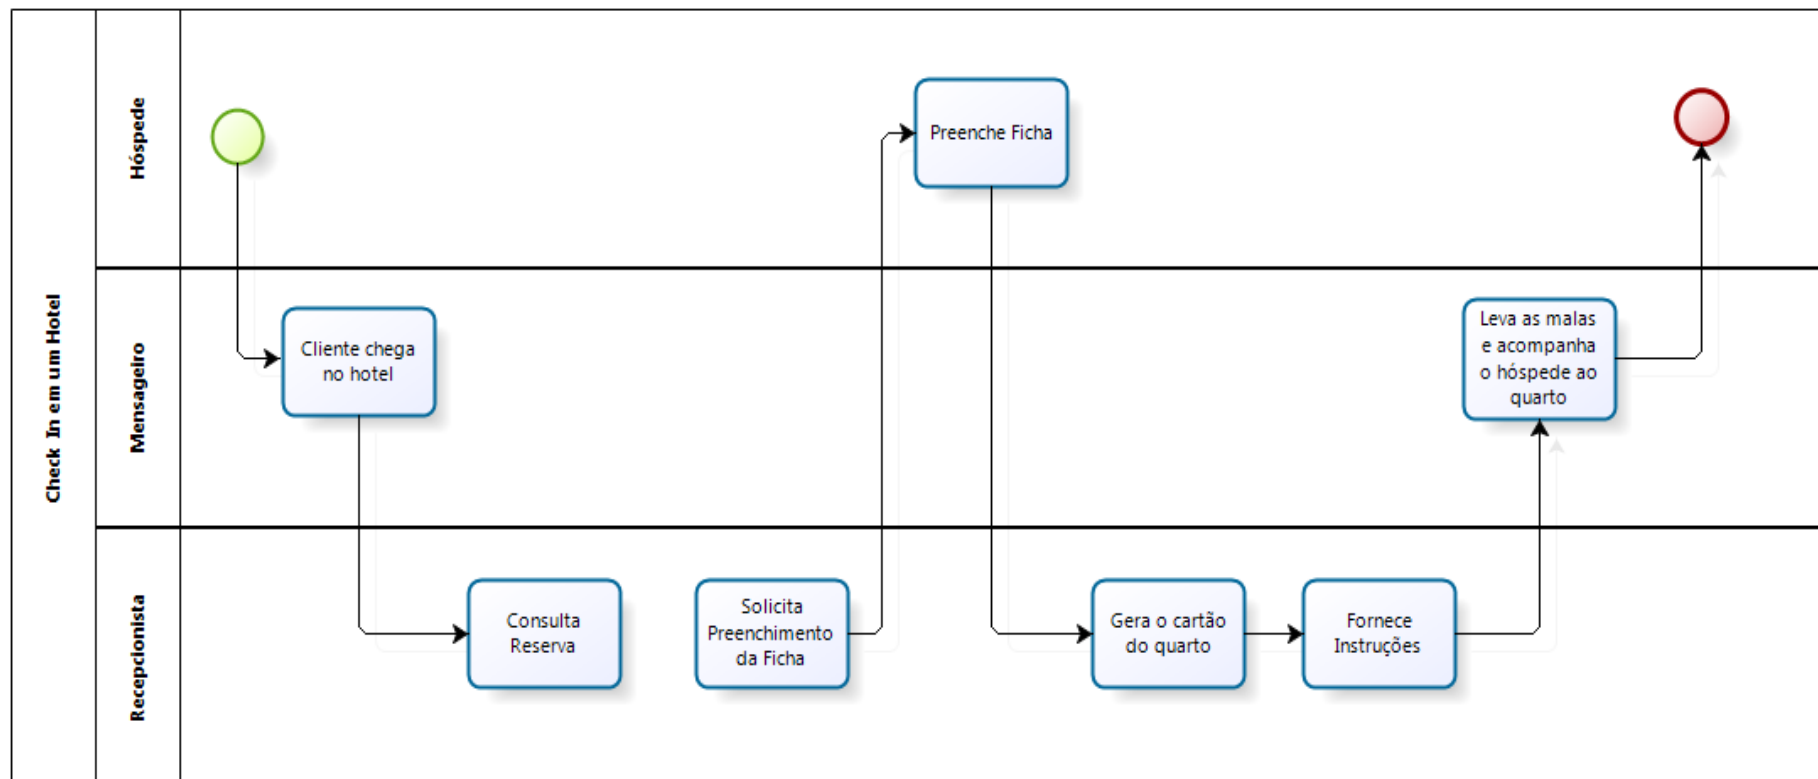 Check In em um Hotel
Hóspede
Preenche Ficha
Mensageiro
Cliente chega
no hotel
Leva as malas
e acompanha
o hóspede ao
quarto
Recepcionista
Consulta
Reserva
Solicita
Preenchimento
da Ficha
Gera o cartão
do quarto
Fornece
Instruções